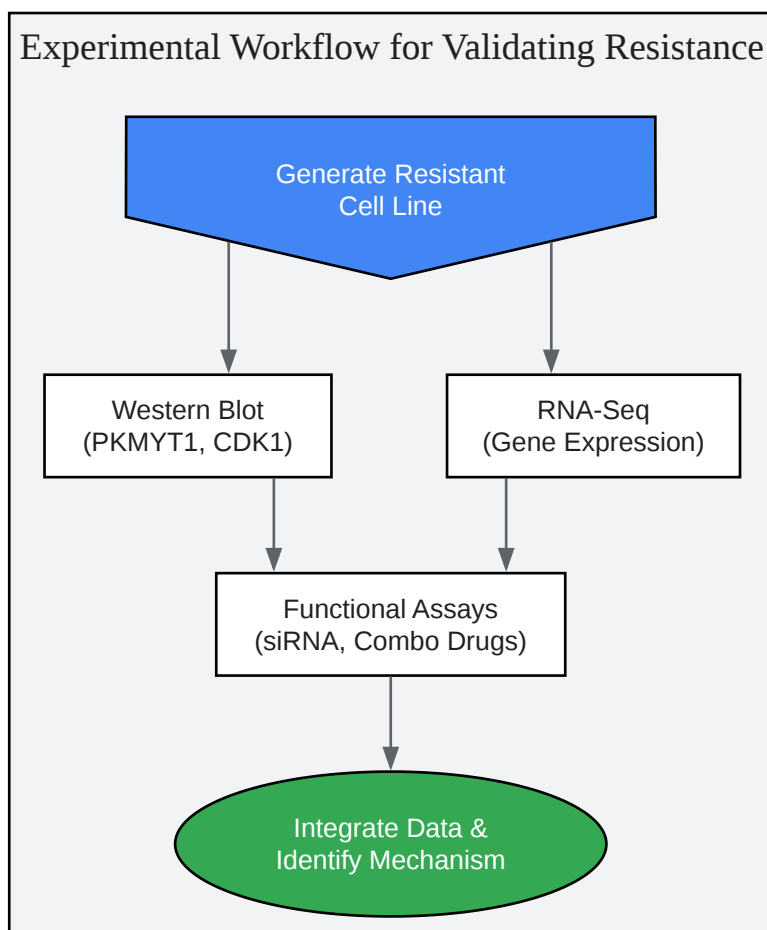 Experimental Workflow for Validating Resistance
Generate Resistant
Cell Line
Western Blot
(PKMYT1, CDK1)
RNA-Seq
(Gene Expression)
Functional Assays
(siRNA, Combo Drugs)
Integrate Data &
Identify Mechanism